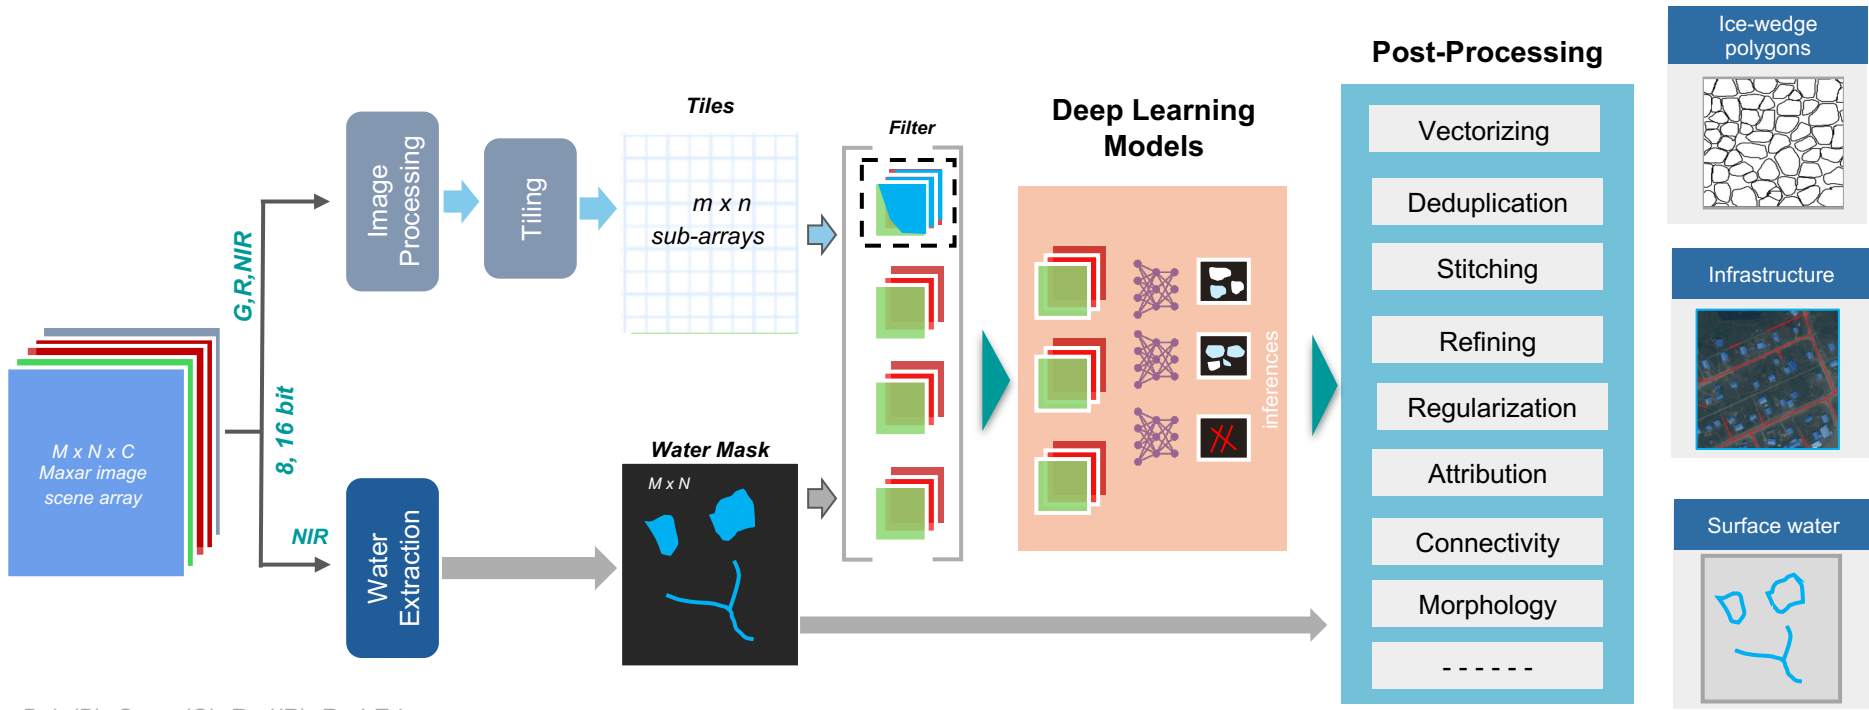 M x N x C
Maxar image
scene array
G,R,NIR
8, 16 bit
NIR
Image
Processing
Tiling
Water
Extraction
Tiles
m x n
sub-arrays
Water Mask
M x N
Filter
Deep Learning
Models
inferences
Post-Processing
Vectorizing
Deduplication
Stitching
Refining
Regularization
Attribution
Connectivity
Morphology
- - - - - -
Ice-wedge
polygons
Infrastructure
Surface water